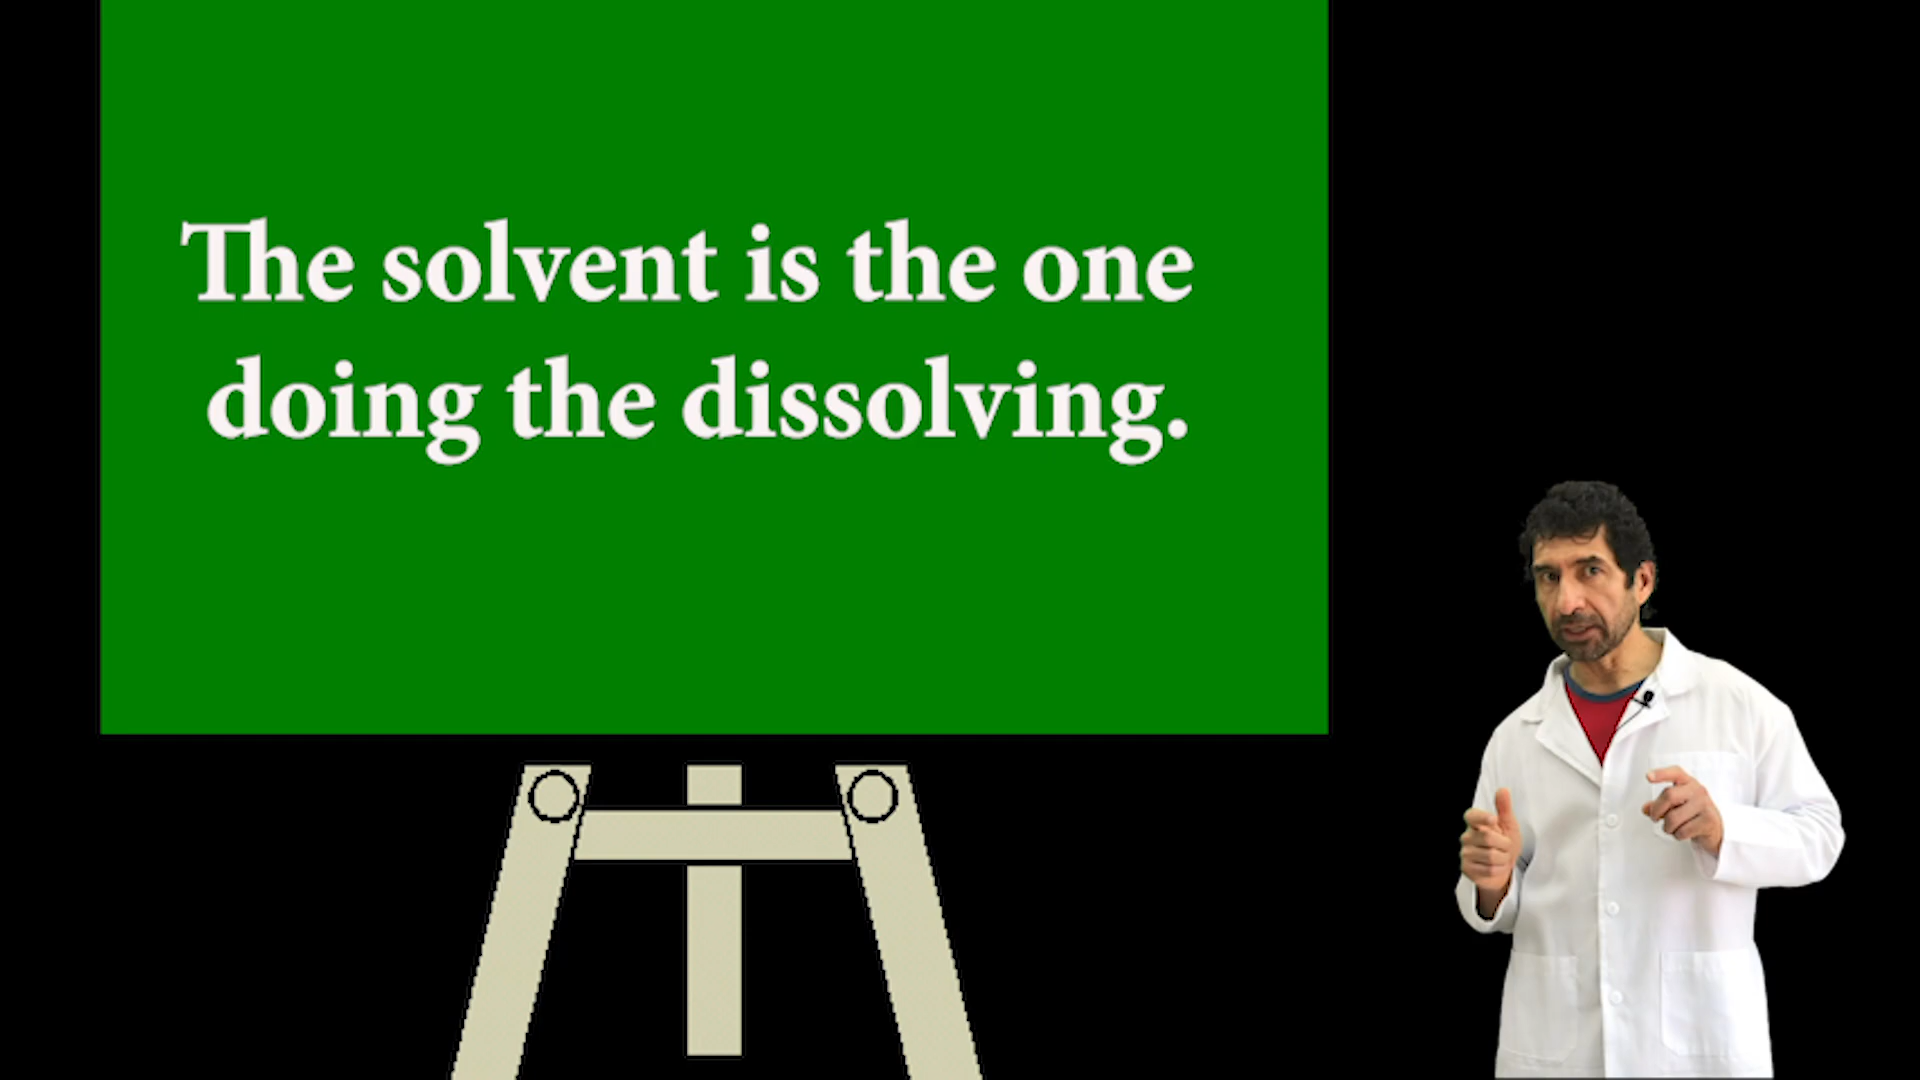 The solvent is the one
doing the dissolving.